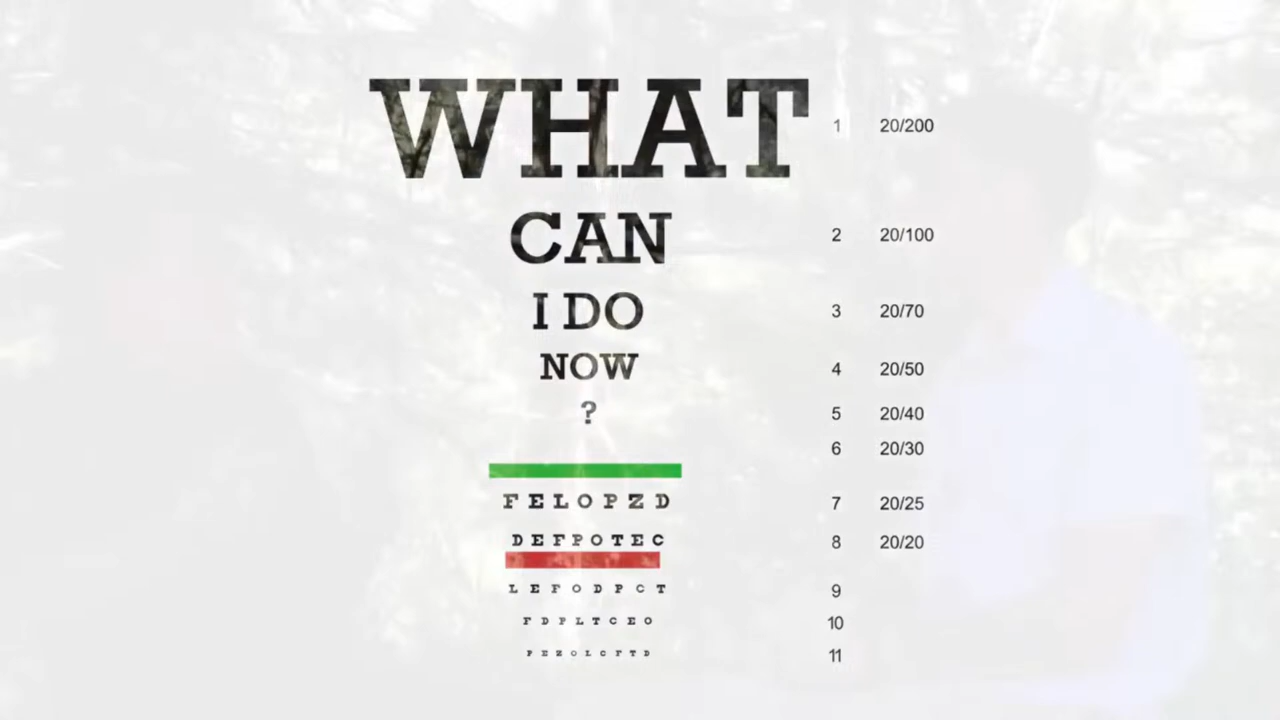 WHAT 1 20/200
CAN 2 20/100
I DO 3 20/70
NOW 4 20/50
? 5 20/40
6 20/30
FELOPZD 7 20/25
DEFPOTEC 8 20/20
LEFODPCT 9
FDPLTCEO 10
PEZOLCFTD 11